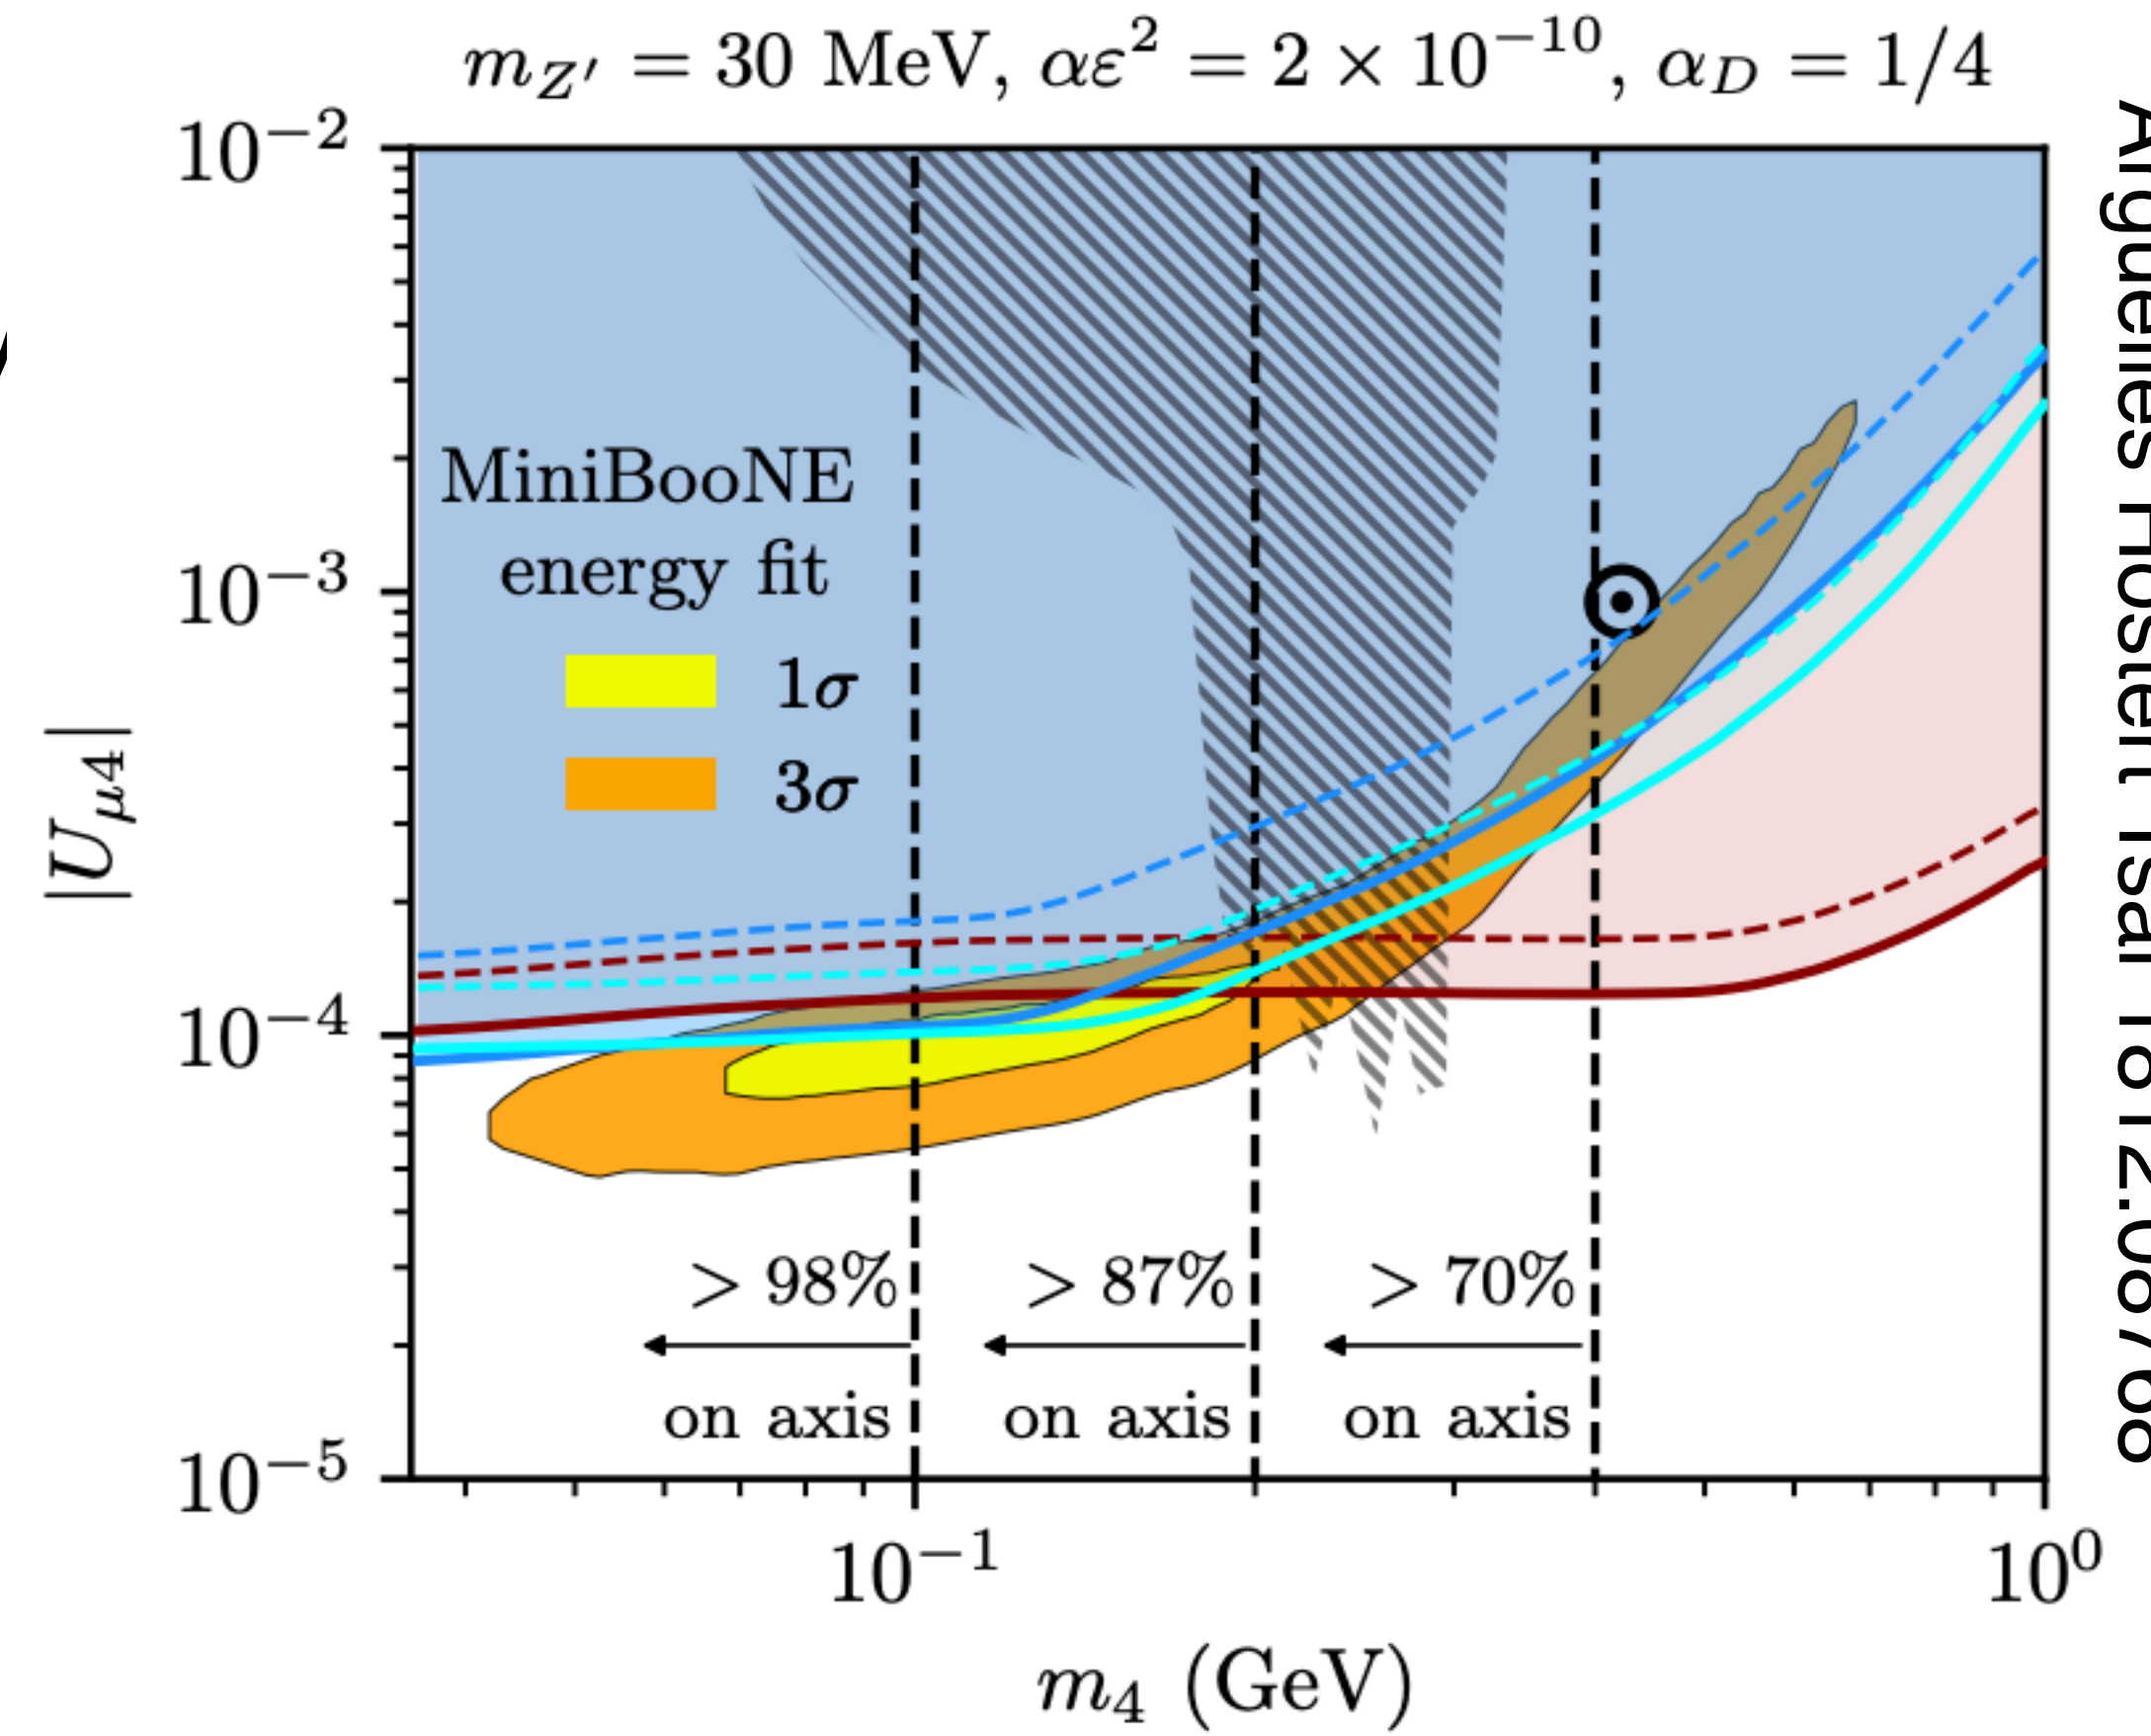 m_{Z'} = 30 MeV, αε² = 2 × 10⁻¹⁰, α_D = 1/4
10⁻²
10⁻³
10⁻⁴
10⁻⁵
|U_{μ4}|
MiniBooNE
energy fit
1σ
3σ
> 98%
on axis
> 87%
on axis
> 70%
on axis
10⁻¹
10⁰
m₄ (GeV)